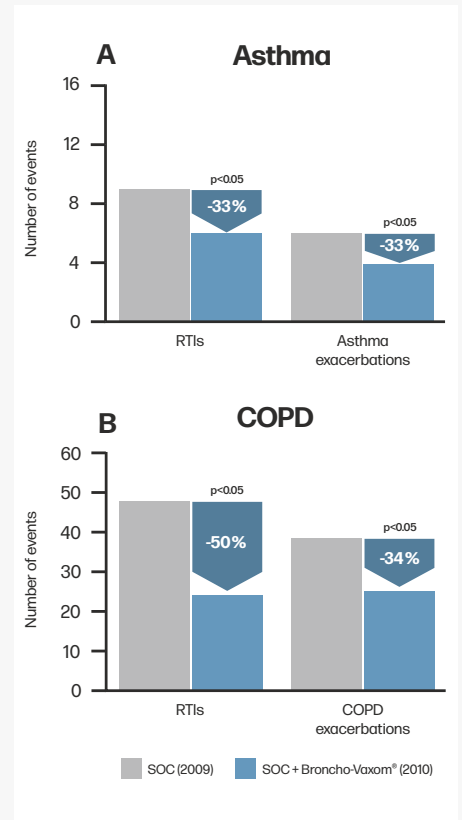 A
Asthma
Number of events
16
12
8
4
0
p<0.05
-33%
p<0.05
-33%
RTIs
Asthma
exacerbations
B
COPD
Number of events
60
50
40
30
20
10
0
p<0.05
-50%
p<0.05
-34%
RTIs
COPD
exacerbations
SOC (2009)
SOC + Broncho-Vaxom® (2010)